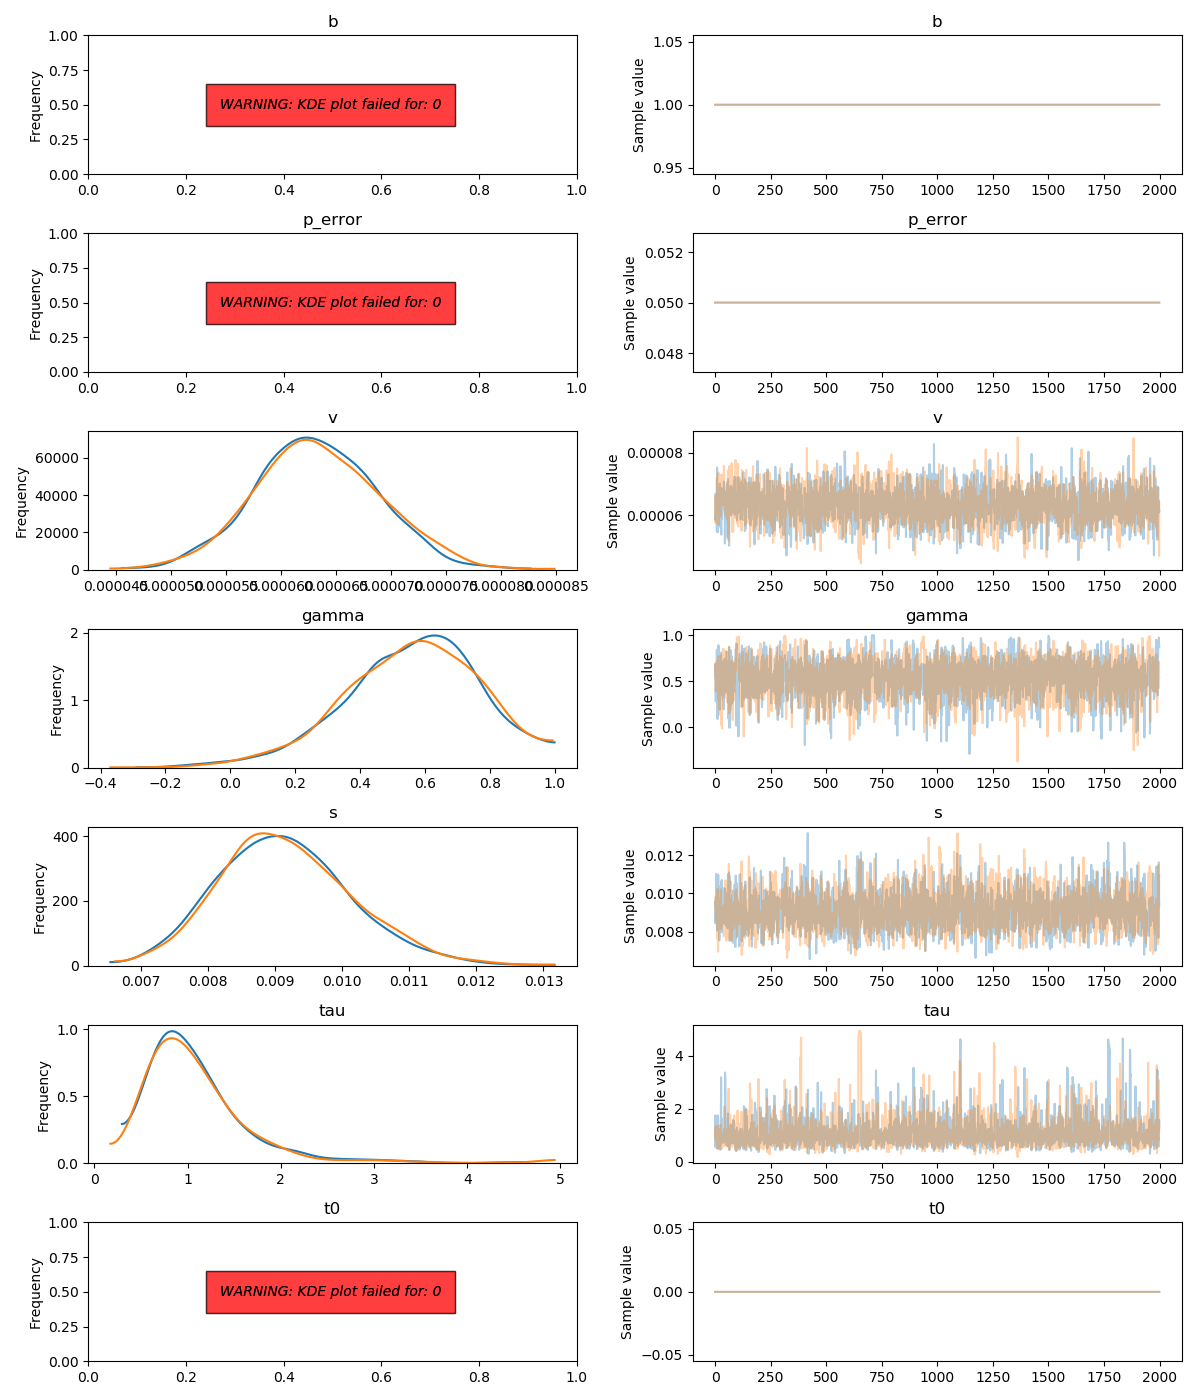 b
1.00
0.75
0.50
0.25
0.00
Frequency
WARNING: KDE plot failed for: 0
0.0 0.2 0.4 0.6 0.8 1.0
b
1.05
1.00
0.95
Sample value
0 250 500 750 1000 1250 1500 1750 2000
p_error
1.00
0.75
0.50
0.25
0.00
Frequency
WARNING: KDE plot failed for: 0
0.0 0.2 0.4 0.6 0.8 1.0
p_error
0.052
0.050
0.048
Sample value
0 250 500 750 1000 1250 1500 1750 2000
v
60000
40000
20000
0
Frequency
0.000045 0.000050 0.000055 0.000060 0.000065 0.000070 0.000075 0.000080 0.000085
v
0.00008
0.00006
Sample value
0 250 500 750 1000 1250 1500 1750 2000
gamma
2
1
0
Frequency
−0.4 −0.2 0.0 0.2 0.4 0.6 0.8 1.0
gamma
1.0
0.5
0.0
Sample value
0 250 500 750 1000 1250 1500 1750 2000
s
400
200
0
Frequency
0.007 0.008 0.009 0.010 0.011 0.012 0.013
s
0.012
0.010
0.008
Sample value
0 250 500 750 1000 1250 1500 1750 2000
tau
1.0
0.5
0.0
Frequency
0 1 2 3 4 5
tau
4
2
0
Sample value
0 250 500 750 1000 1250 1500 1750 2000
t0
1.00
0.75
0.50
0.25
0.00
Frequency
WARNING: KDE plot failed for: 0
0.0 0.2 0.4 0.6 0.8 1.0
t0
0.05
0.00
−0.05
Sample value
0 250 500 750 1000 1250 1500 1750 2000